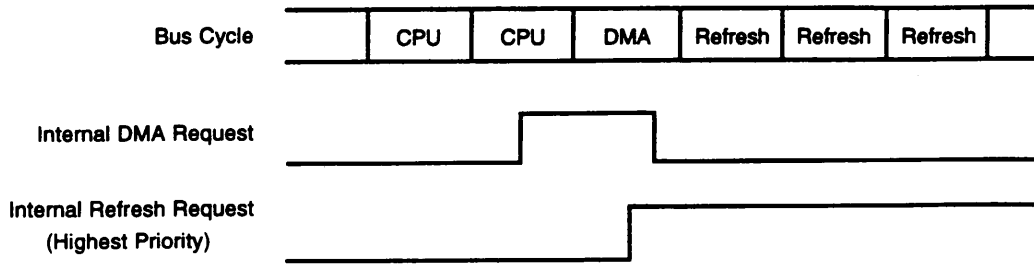 Bus Cycle CPU CPU DMA Refresh Refresh Refresh
Internal DMA Request
Internal Refresh Request
(Highest Priority)